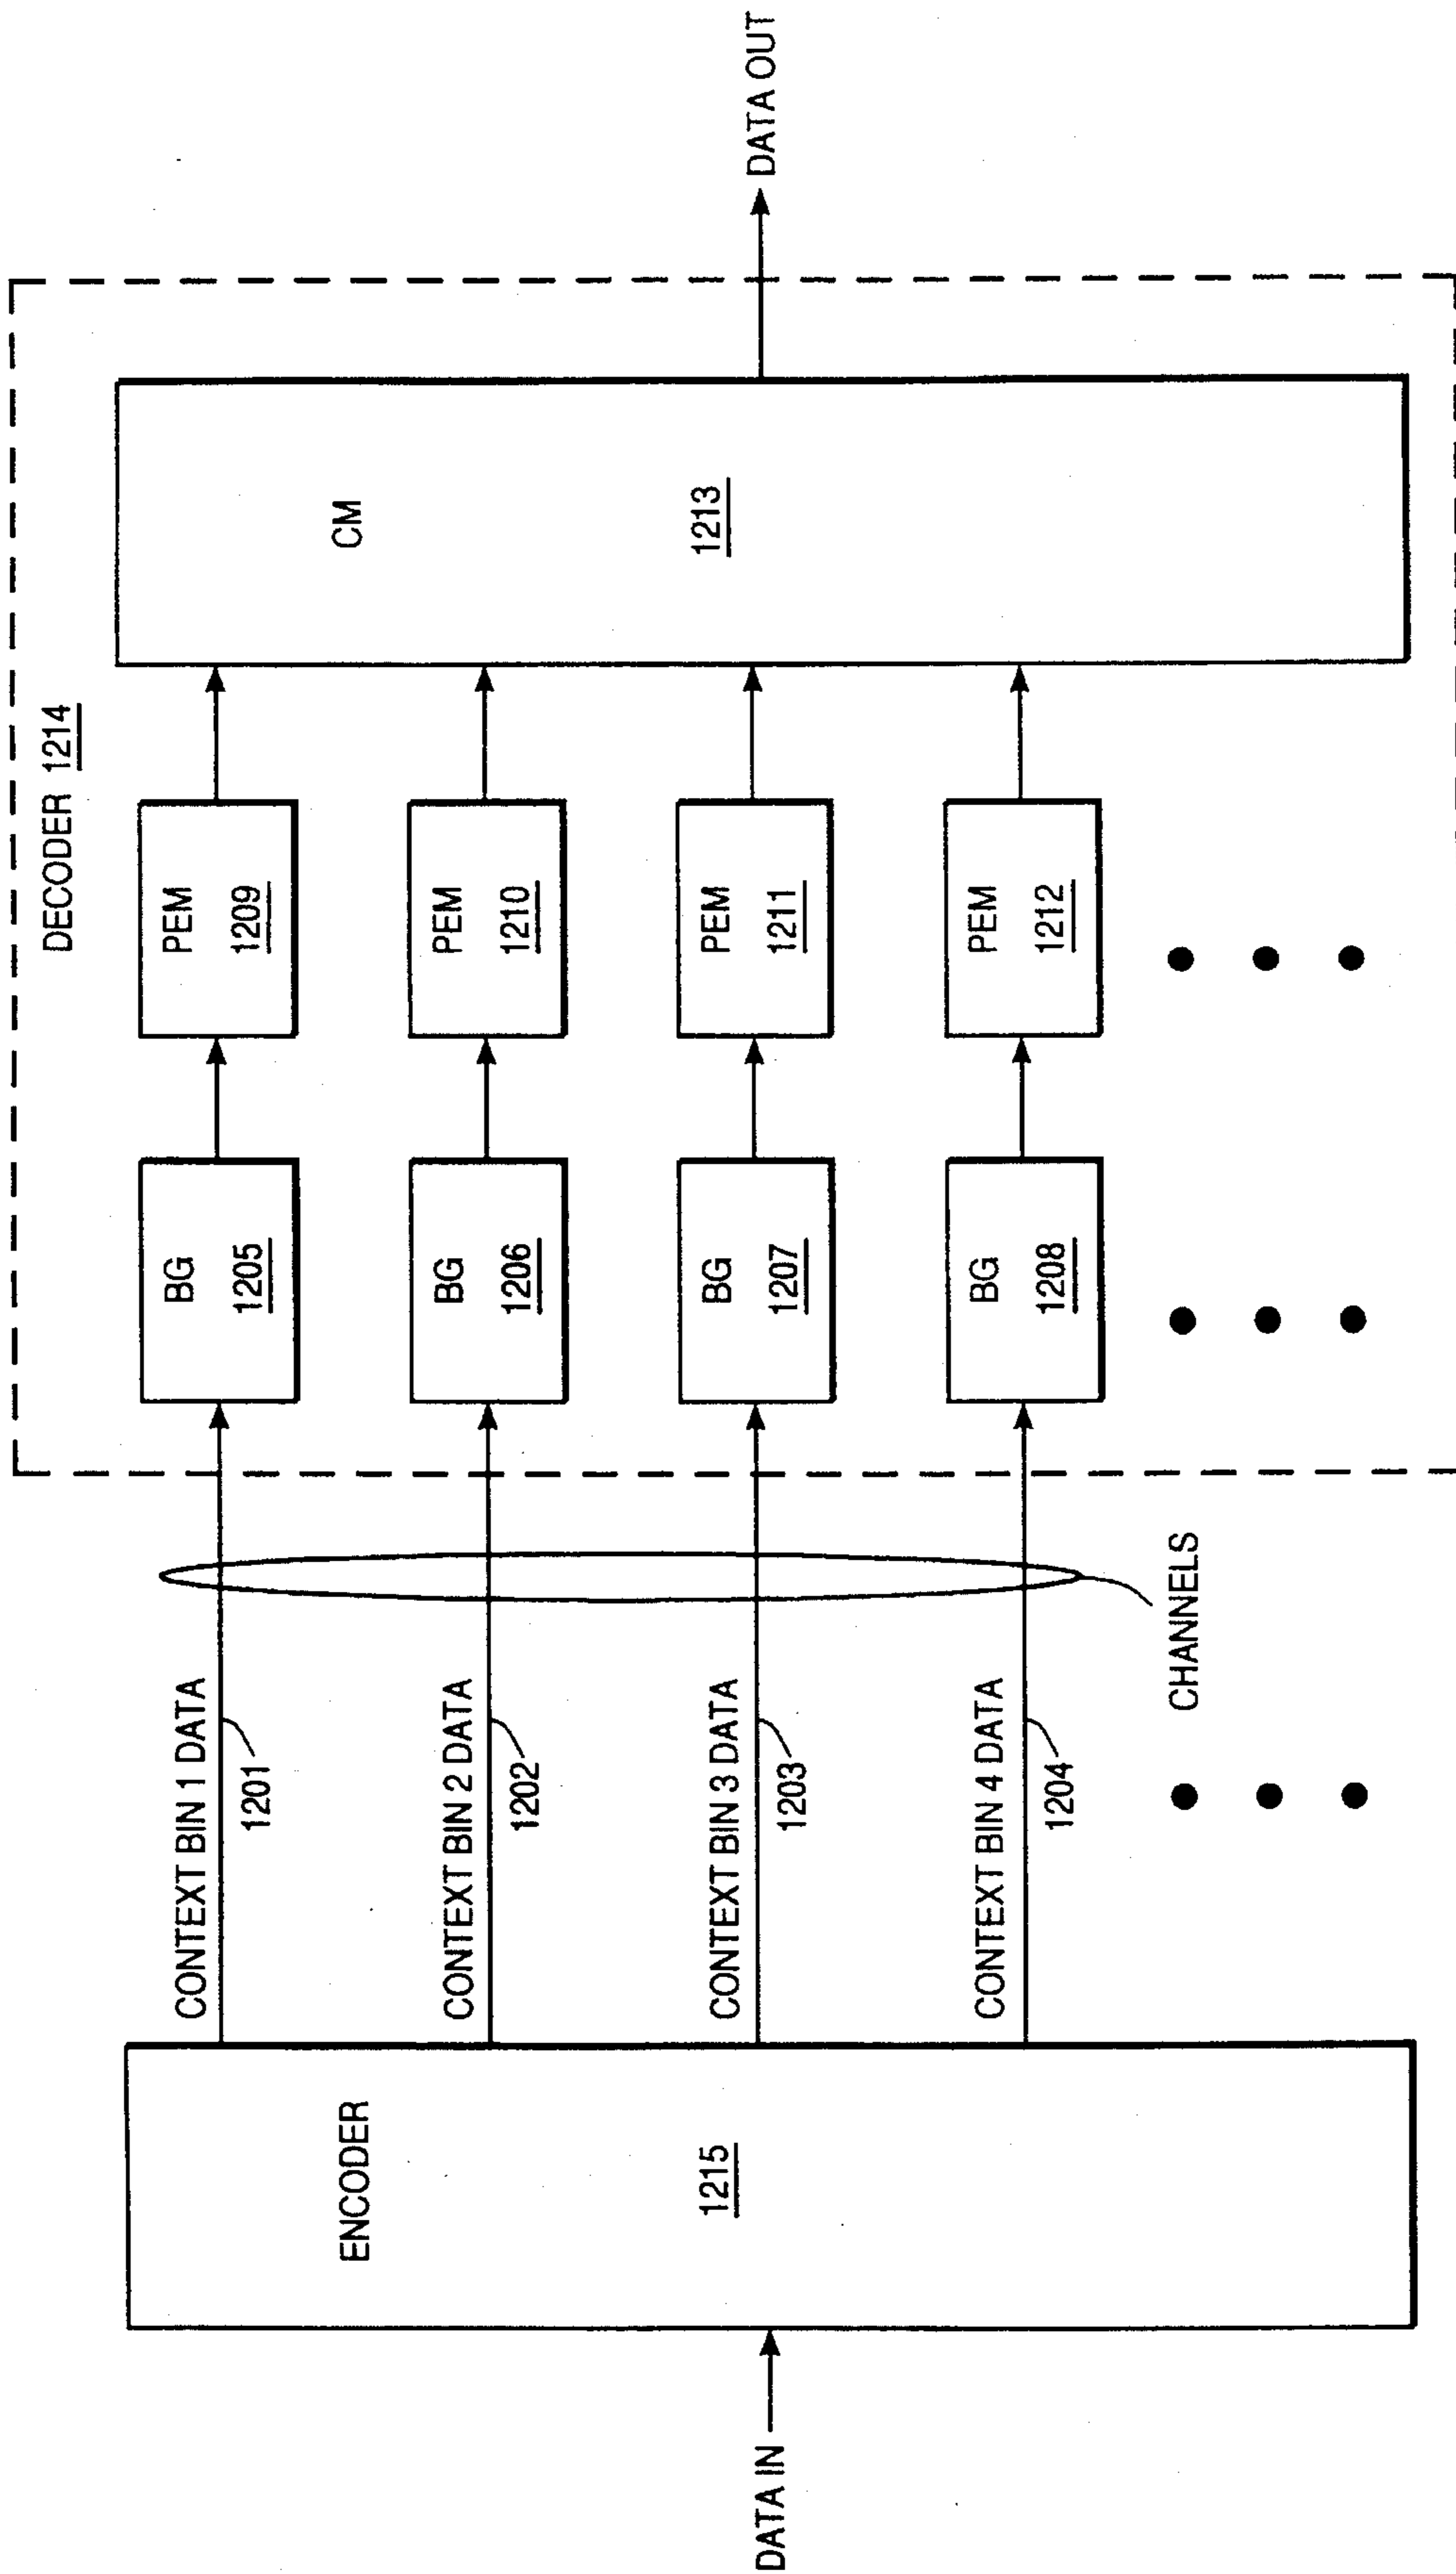 DATA IN
ENCODER
1215
CONTEXT BIN 1 DATA
1201
CONTEXT BIN 2 DATA
1202
CONTEXT BIN 3 DATA
1203
CONTEXT BIN 4 DATA
1204
CHANNELS
DECODER 1214
BG
1205
PEM
1209
BG
1206
PEM
1210
BG
1207
PEM
1211
BG
1208
PEM
1212
CM
1213
DATA OUT